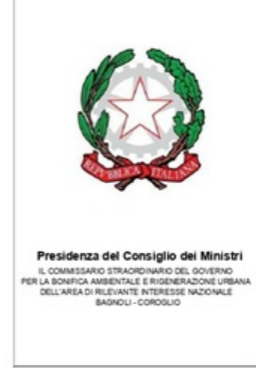 REPVBBLICA ITALIANA
Presidenza del Consiglio dei Ministri
IL COMMISSARIO STRAORDINARIO DEL GOVERNO
PER LA BONIFICA AMBIENTALE E RIGENERAZIONE URBANA
DELL'AREA DI RILEVANTE INTERESSE NAZIONALE
BAGNOLI - COROGLIO